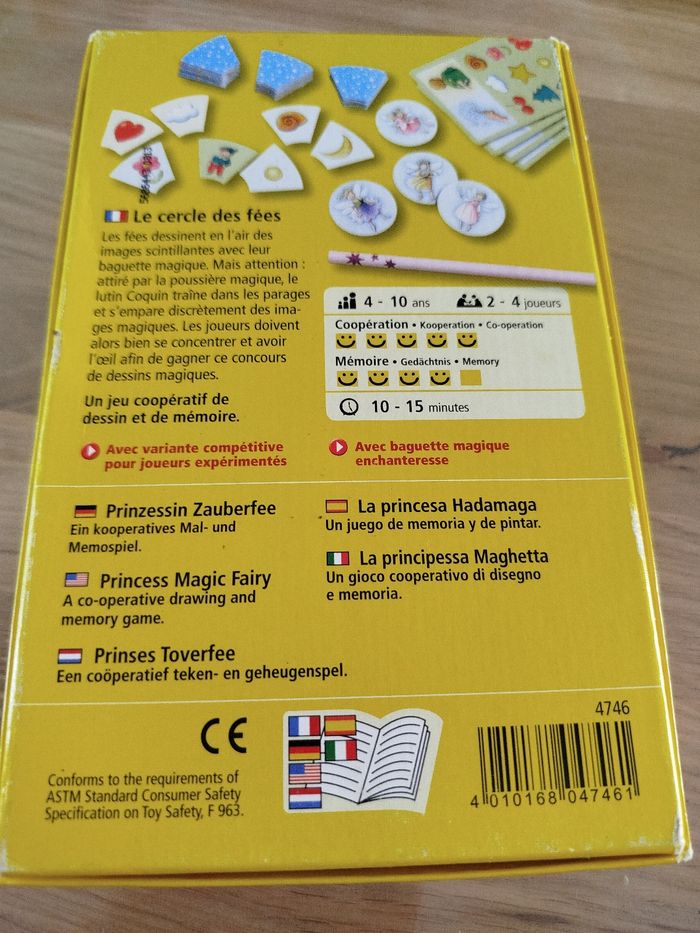 Le cercle des fées
Les fées dessinent en l'air des
images scintillantes avec leur
baguette magique. Mais attention :
attiré par la poussière magique, le
lutin Coquin traîne dans les parages
et s'empare discrètement des ima-
ges magiques. Les joueurs doivent
alors bien se concentrer et avoir
l'œil afin de gagner ce concours
de dessins magiques.
Un jeu coopératif de
dessin et de mémoire.
4 - 10 ans
2 - 4 joueurs
Coopération • Kooperation • Co-operation
Mémoire • Gedächtnis • Memory
10 - 15 minutes
Avec variante compétitive
pour joueurs expérimentés
Avec baguette magique
enchanteresse
Prinzessin Zauberfee
Ein kooperatives Mal- und
Memospiel.
Princess Magic Fairy
A co-operative drawing and
memory game.
Prinses Toverfee
Een coöperatief teken- en geheugenspel.
La princesa Hadamaga
Un juego de memoria y de pintar.
La principessa Maghetta
Un gioco cooperativo di disegno
e memoria.
CE
Conforms to the requirements of
ASTM Standard Consumer Safety
Specification on Toy Safety, F 963.
4746
4 010168 047461